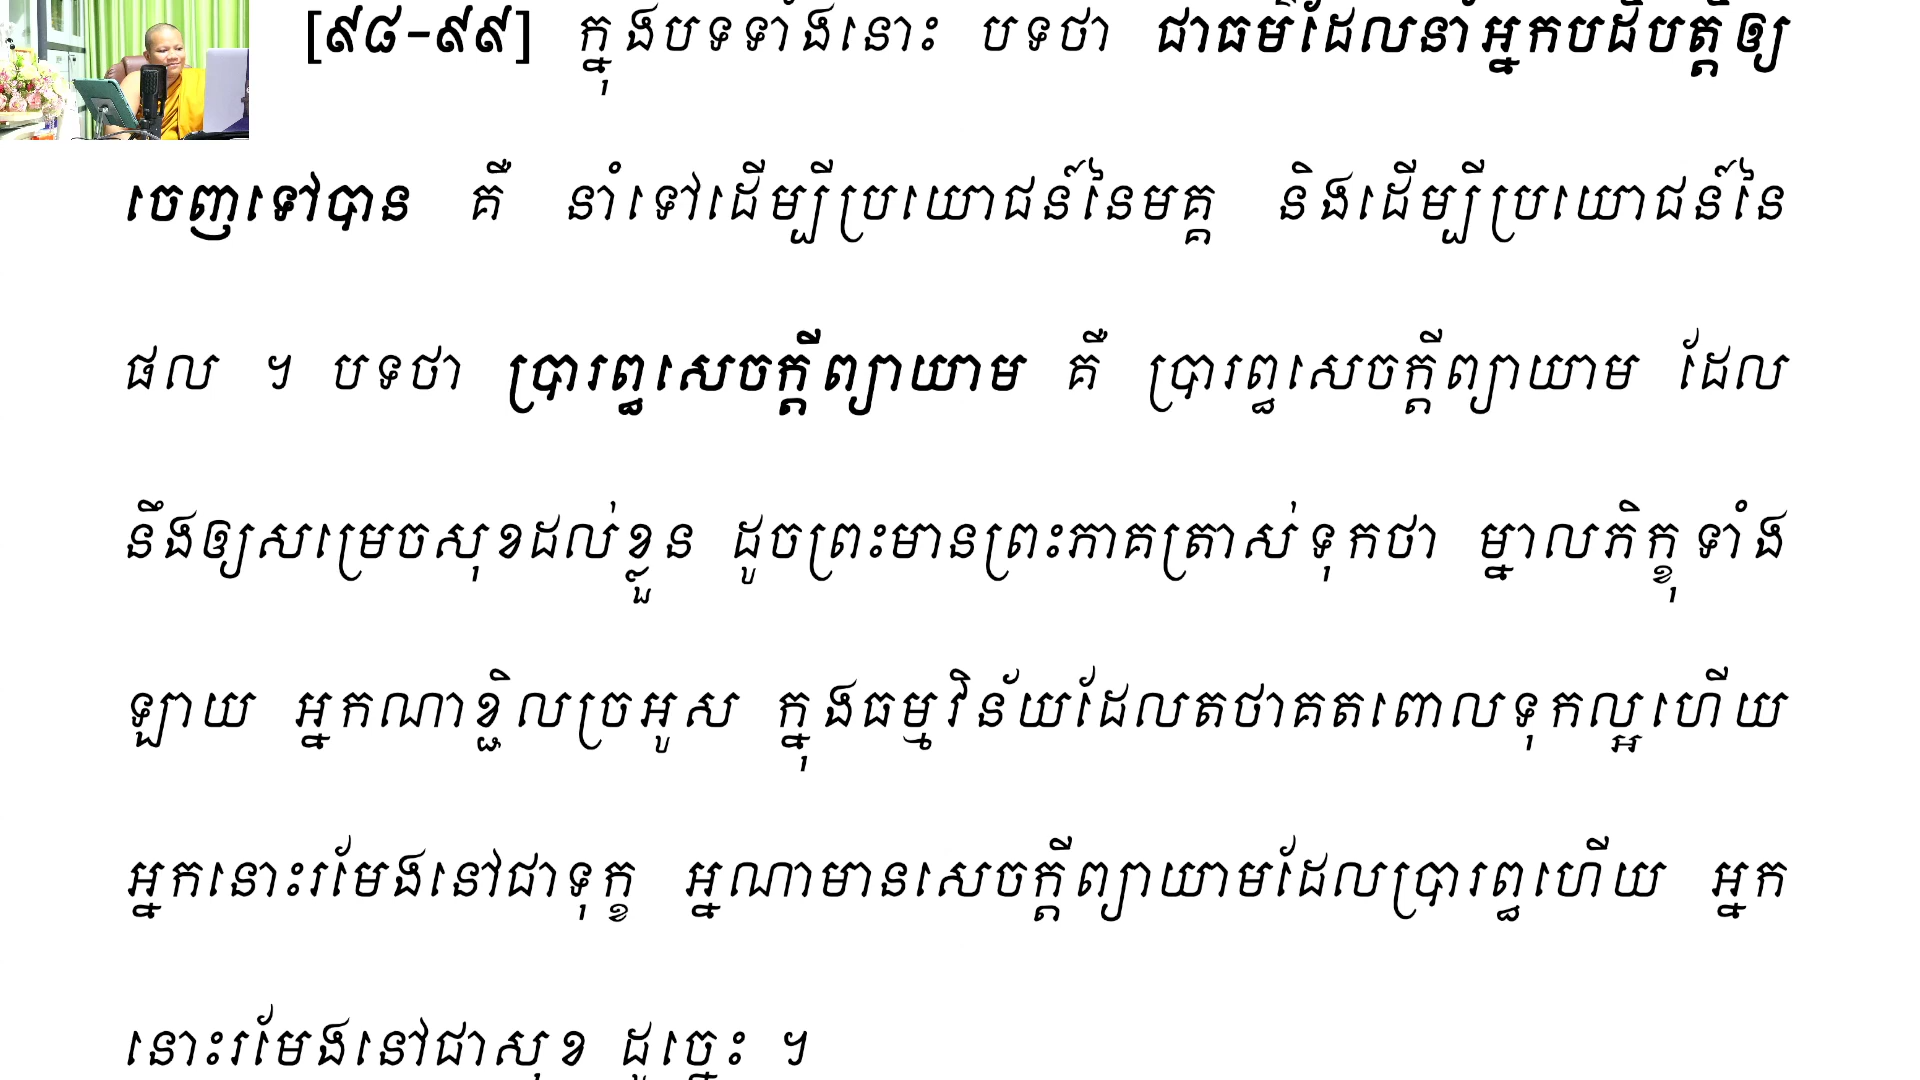 [៩៨-៩៩] ក្នុងបទទាំងនោះ បទថា ជាធម៌ដែលនាំអ្នកបដិបត្តិឲ្យ
ចេញទៅបាន គឺ នាំទៅដើម្បីប្រយោជន៍នៃមគ្គ និងដើម្បីប្រយោជន៍នៃ
ផល ។ បទថា ប្រារព្ធសេចក្តីព្យាយាម គឺ ប្រារព្ធសេចក្តីព្យាយាម ដែល
នឹងឲ្យសម្រេចសុខដល់ខ្លួន ដូចព្រះមានព្រះភាគត្រាស់ទុកថា ម្នាលភិក្ខុទាំង
ឡាយ អ្នកណាខ្ជិលច្រអូស ក្នុងធម្មវិន័យដែលតថាគតពោលទុកល្អហើយ
អ្នកនោះរមែងនៅជាទុក្ខ អ្នណាមានសេចក្តីព្យាយាមដែលប្រារព្ធហើយ អ្នក
នោះរមែងនៅជាសុខ ដូច្នេះ ។